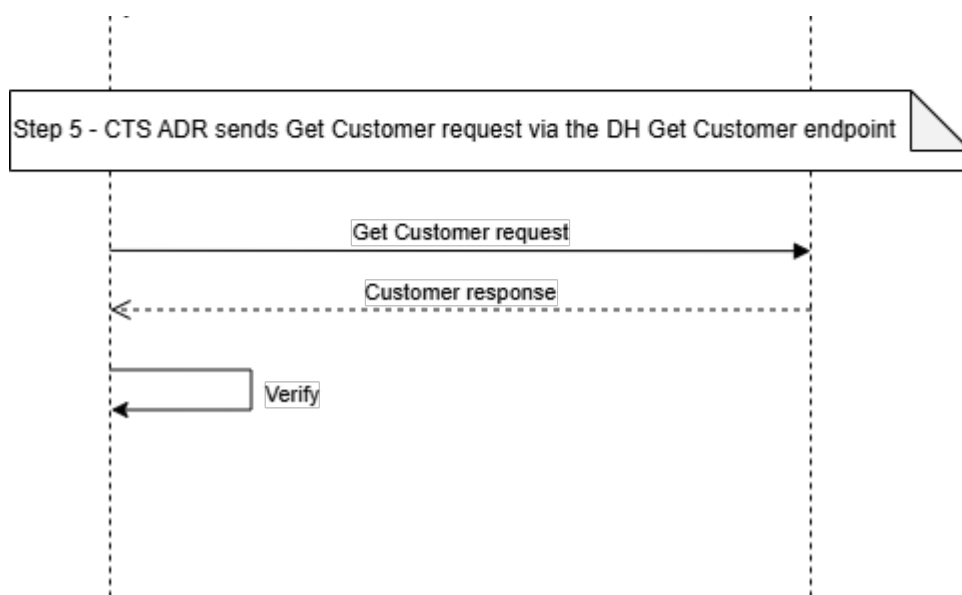 Step 5 - CTS ADR sends Get Customer request via the DH Get Customer endpoint
Get Customer request
Customer response
Verify